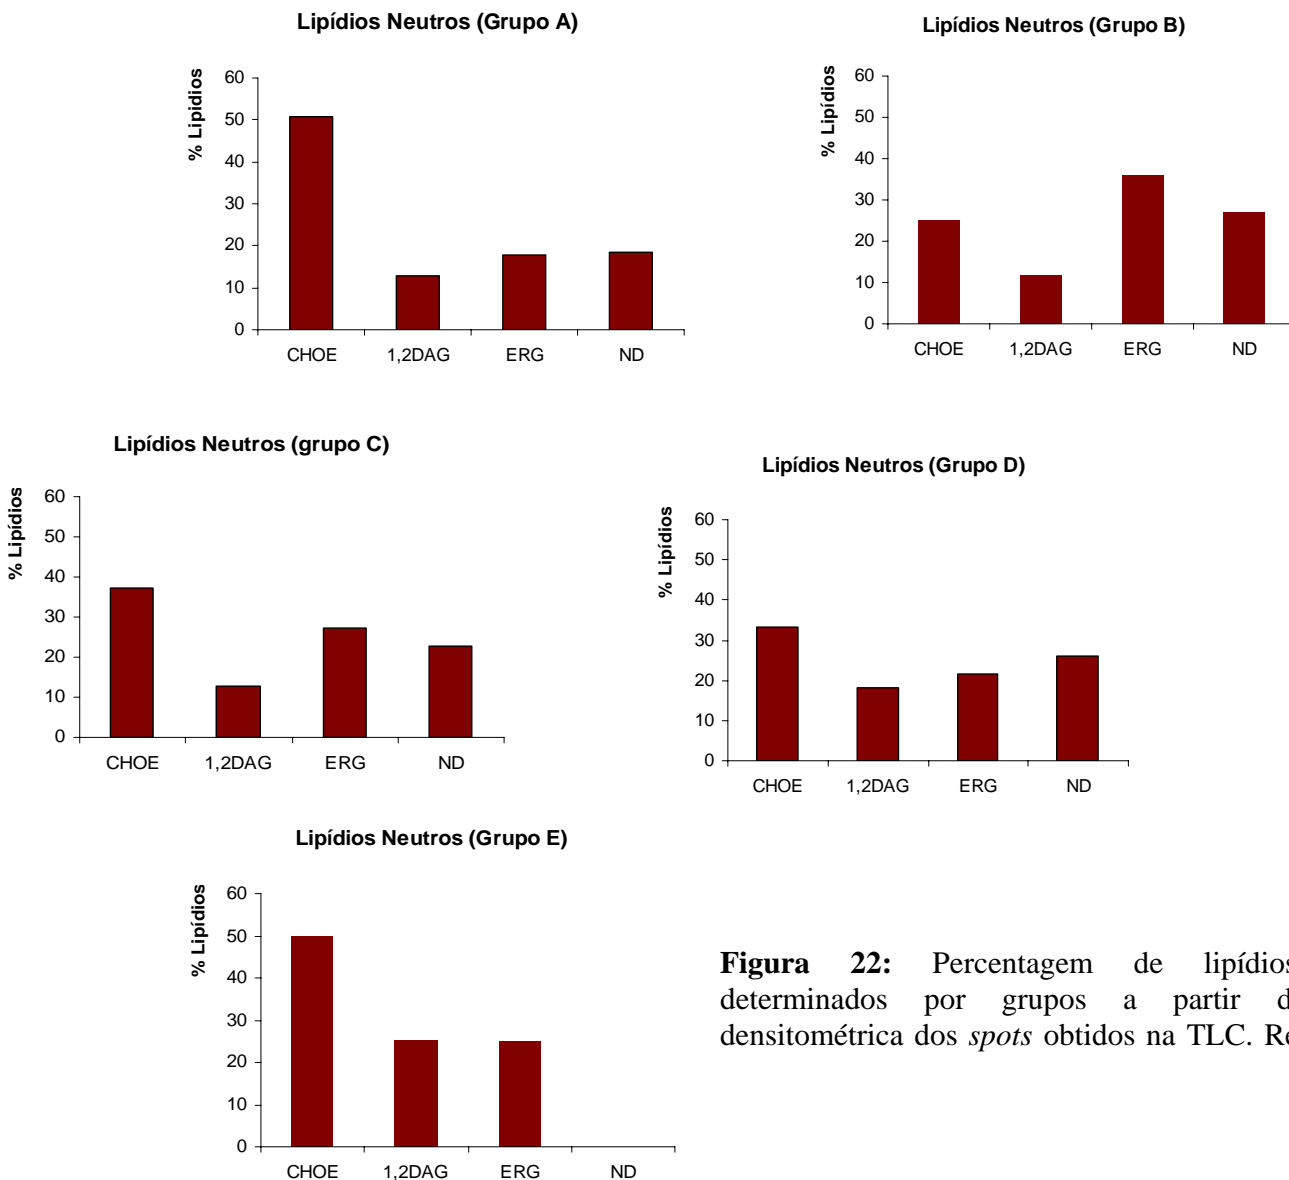 Lipídios Neutros (Grupo A)
% Lipídios
60
50
40
30
20
10
0
CHOE 1,2DAG ERG ND
Lipídios Neutros (Grupo B)
% Lipídios
60
50
40
30
20
10
0
CHOE 1,2DAG ERG ND
Lipídios Neutros (grupo C)
% Lipídios
60
50
40
30
20
10
0
CHOE 1,2DAG ERG ND
Lipídios Neutros (Grupo D)
% Lipídios
60
50
40
30
20
10
0
CHOE 1,2DAG ERG ND
Lipídios Neutros (Grupo E)
% Lipídios
60
50
40
30
20
10
0
CHOE 1,2DAG ERG ND
Figura 22: Percentagem de lipídios
determinados por grupos a partir
densitométrica dos spots obtidos na TLC.